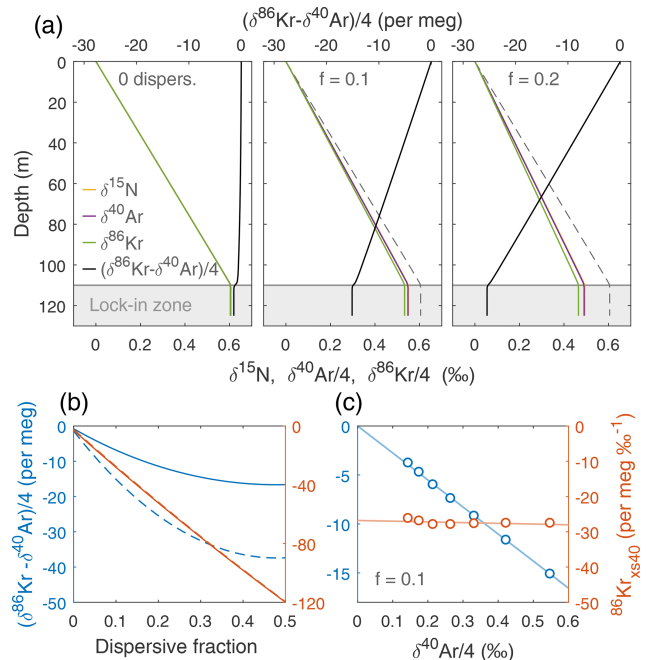 (a)
(δ⁸⁶Kr-δ⁴⁰Ar)/4 (per meg)
-30 -20 -10 0 -30 -20 -10 0 -30 -20 -10 0
0 dispers. f = 0.1 f = 0.2
Depth (m)
0
20
40
60
80
100
120
δ¹⁵N
δ⁴⁰Ar
δ⁸⁶Kr
(δ⁸⁶Kr-δ⁴⁰Ar)/4
Lock-in zone
0 0.2 0.4 0.6 0 0.2 0.4 0.6 0 0.2 0.4 0.6
δ¹⁵N, δ⁴⁰Ar/4, δ⁸⁶Kr/4 (‰)
(b)
(δ⁸⁶Kr -δ⁴⁰Ar)/4 (per meg)
0
-10
-20
-30
-40
-50
0
-40
-80
-120
0 0.1 0.2 0.3 0.4 0.5
Dispersive fraction
(c)
0
-5
-10
-15
f = 0.1
0
-10
-20
-30
-40
-50
⁸⁶Krxs40 (per meg ‰⁻¹)
0 0.1 0.2 0.3 0.4 0.5 0.6
δ⁴⁰Ar/4 (‰)